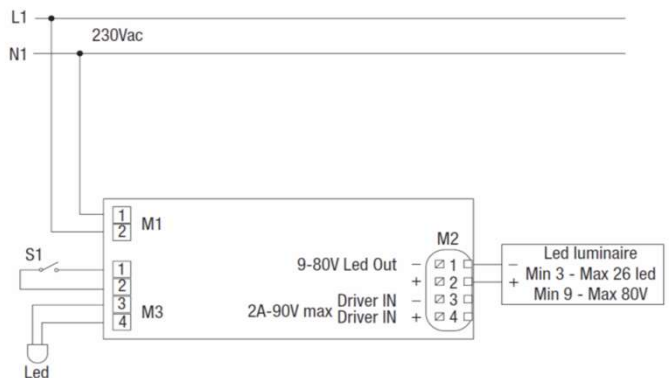 L1
230Vac
N1
1
2
M1
M2
S1
1
2
3
4
M3
9-80V Led Out
− 1
+ 2
2A-90V max
Driver IN − 3
Driver IN + 4
−
+
Led luminaire
Min 3 - Max 26 led
Min 9 - Max 80V
Led